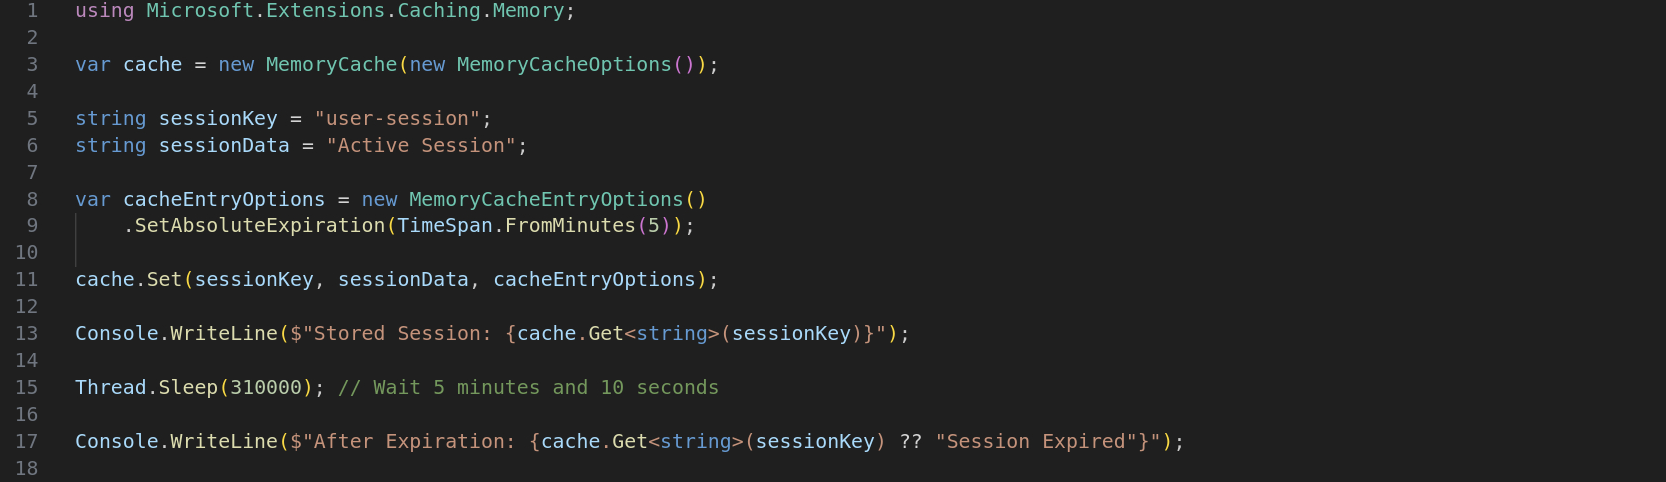 1 using Microsoft.Extensions.Caching.Memory;
2
3 var cache = new MemoryCache(new MemoryCacheOptions());
4
5 string sessionKey = "user-session";
6 string sessionData = "Active Session";
7
8 var cacheEntryOptions = new MemoryCacheEntryOptions()
9     .SetAbsoluteExpiration(TimeSpan.FromMinutes(5));
10
11 cache.Set(sessionKey, sessionData, cacheEntryOptions);
12
13 Console.WriteLine($"Stored Session: {cache.Get<string>(sessionKey)}");
14
15 Thread.Sleep(310000); // Wait 5 minutes and 10 seconds
16
17 Console.WriteLine($"After Expiration: {cache.Get<string>(sessionKey) ?? "Session Expired"}");
18